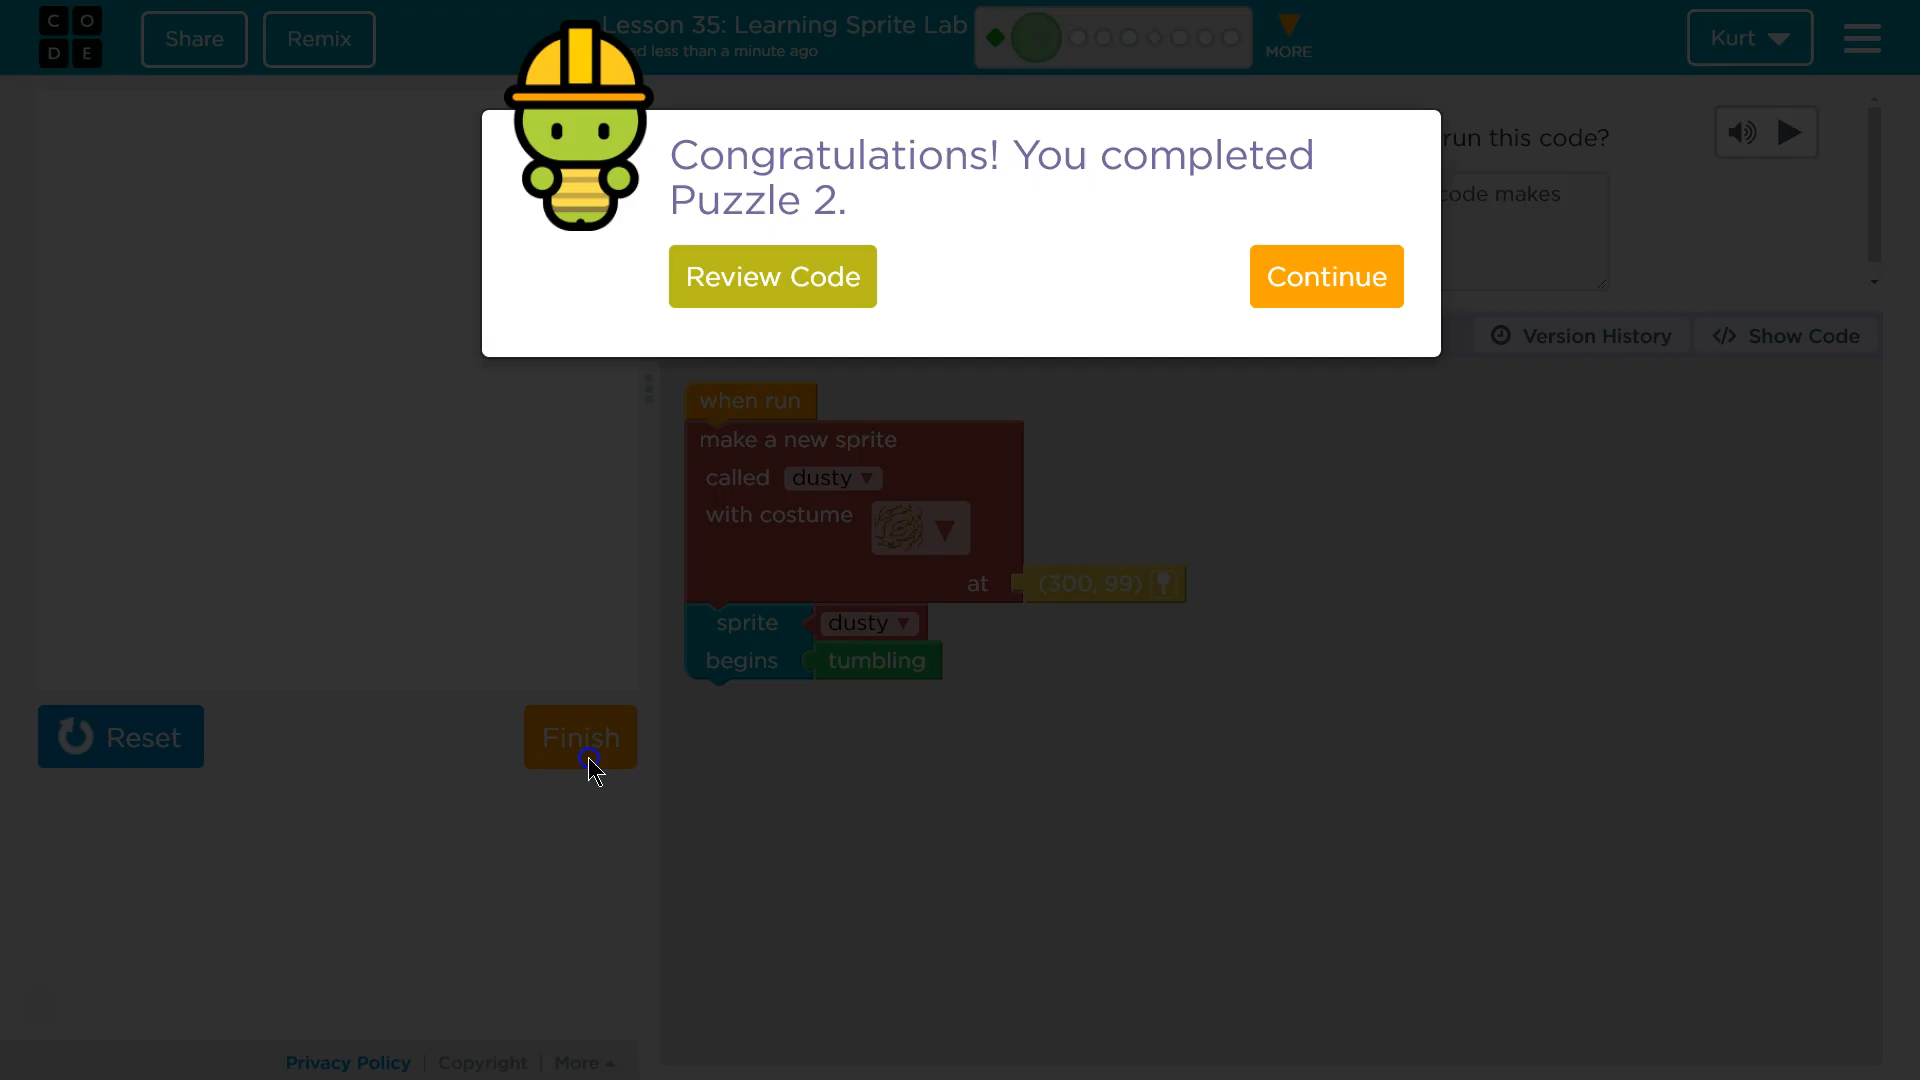 C O
D E
Share
Remix
Lesson 35: Learning Sprite Lab
less than a minute ago
MORE
Kurt
Congratulations! You completed
Puzzle 2.
Review Code
Continue
run this code?
code makes
Version History
</> Show Code
when run
make a new sprite
called dusty
with costume
at (300, 99)
sprite dusty
begins tumbling
Reset
Finish
Privacy Policy | Copyright | More